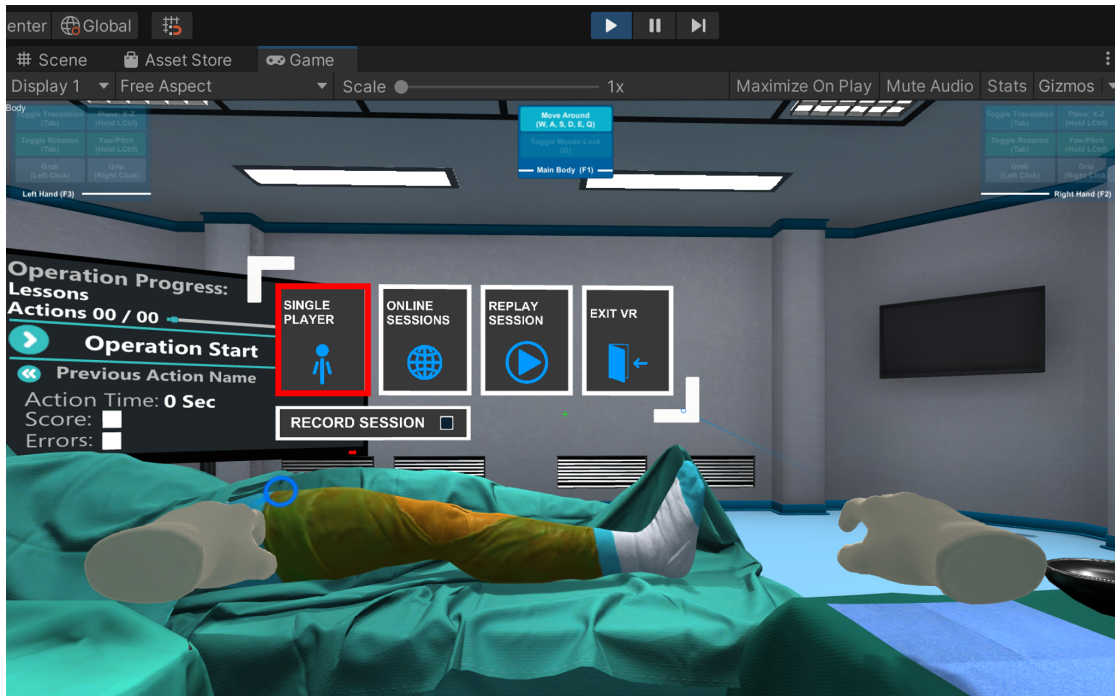 enter Global
# Scene Asset Store Game
Display 1 Free Aspect Scale 1x Maximize On Play Mute Audio Stats Gizmos
Body
Toggle Translation
(Tab)
Plane: X-Z
(Hold LCtrl)
Toggle Rotation
(Tab)
Yaw/Pitch
(Hold LCtrl)
Grab
(Left Click)
Grip
(Right Click)
Left Hand (F3)
Move Around
(W, A, S, D, E, Q)
Toggle Mouse Lock
(G)
Main Body (F1)
Toggle Translation
(Tab)
Plane: X-Z
(Hold LCtrl)
Toggle Rotation
(Tab)
Yaw/Pitch
(Hold LCtrl)
Grab
(Left Click)
Grip
(Right Click)
Right Hand (F2)
Operation Progress:
Lessons
Actions 00 / 00
Operation Start
Previous Action Name
Action Time: 0 Sec
Score:
Errors:
SINGLE
PLAYER
ONLINE
SESSIONS
REPLAY
SESSION
EXIT VR
RECORD SESSION